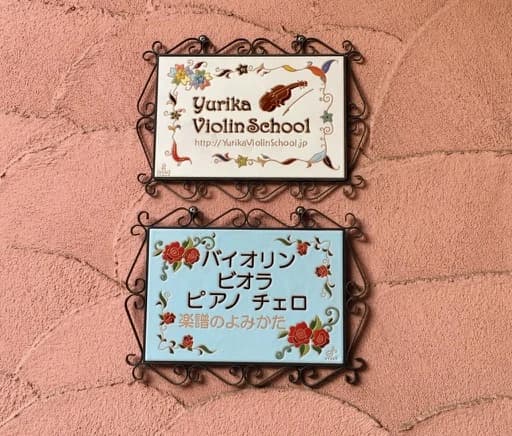 Yurika
Violin School
http://YurikaViolinSchool.jp
バイオリン
ビオラ
ピアノ チェロ
楽譜のよみかた